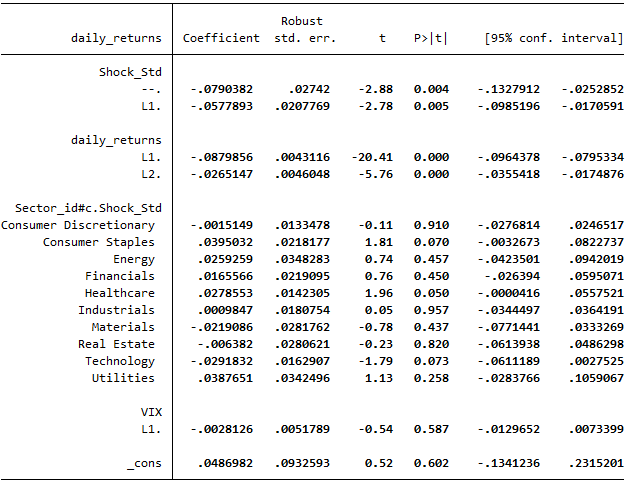 Robust
daily_returns Coefficient std. err. t P>|t| [95% conf. interval]
Shock_Std
--. -.0790382 .02742 -2.88 0.004 -.1327912 -.0252852
L1. -.0577893 .0207769 -2.78 0.005 -.0985196 -.0170591
daily_returns
L1. -.0879856 .0043116 -20.41 0.000 -.0964378 -.0795334
L2. -.0265147 .0046048 -5.76 0.000 -.0355418 -.0174876
Sector_id#c.Shock_Std
Consumer Discretionary -.0015149 .0133478 -0.11 0.910 -.0276814 .0246517
Consumer Staples .0395032 .0218177 1.81 0.070 -.0032673 .0822737
Energy .0259259 .0348283 0.74 0.457 -.0423501 .0942019
Financials .0165566 .0219095 0.76 0.450 -.026394 .0595071
Healthcare .0278553 .0142305 1.96 0.050 -.0000416 .0557521
Industrials .0009847 .0180754 0.05 0.957 -.0344497 .0364191
Materials -.0219086 .0281762 -0.78 0.437 -.0771441 .0333269
Real Estate -.006382 .0280621 -0.23 0.820 -.0613938 .0486298
Technology -.0291832 .0162907 -1.79 0.073 -.0611189 .0027525
Utilities .0387651 .0342496 1.13 0.258 -.0283766 .1059067
VIX
L1. -.0028126 .0051789 -0.54 0.587 -.0129652 .0073399
_cons .0486982 .0932593 0.52 0.602 -.1341236 .2315201